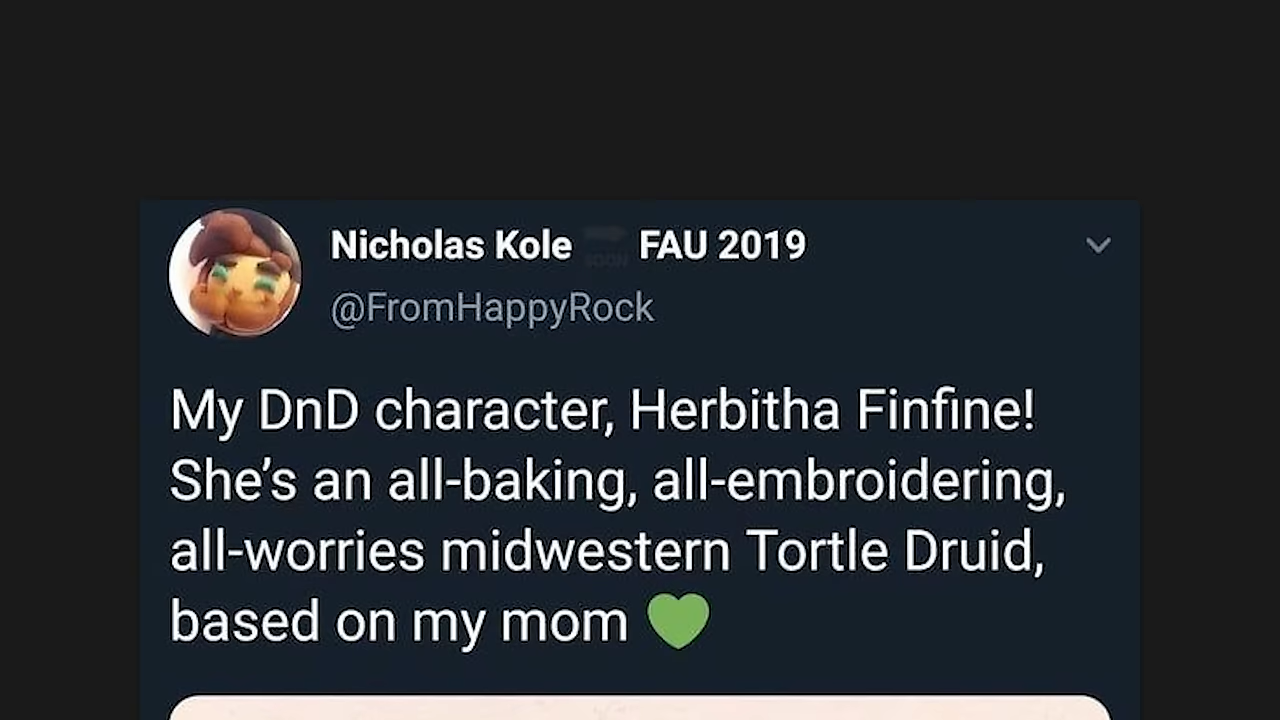 Nicholas Kole 🔜 FAU 2019
@FromHappyRock
My DnD character, Herbitha Finfine!
She’s an all-baking, all-embroidering,
all-worries midwestern Tortle Druid,
based on my mom 💚